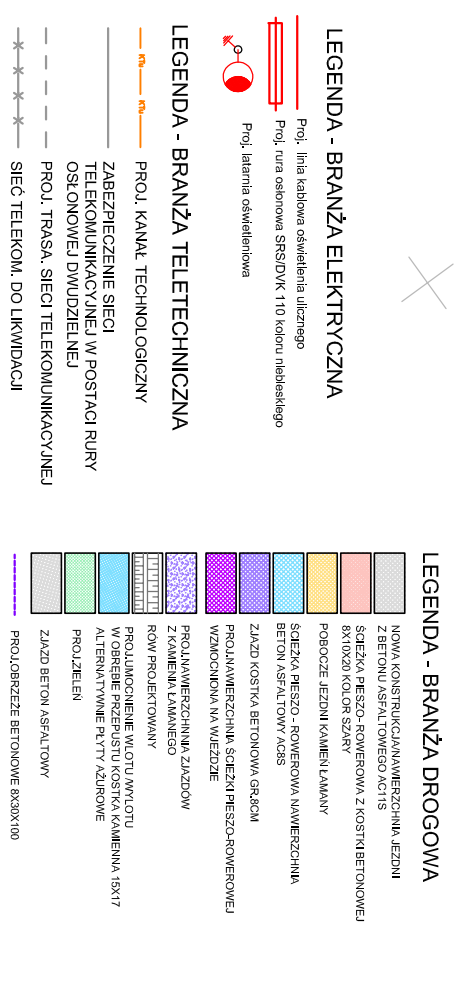 LEGENDA - BRANŻA ELEKTRYCZNA
Proj. linia kablowa oświetlenia ulicznego
Proj. rura osłonowa SRS/DVK 110 koloru niebieskiego
Proj. latarnia oświetleniowa
LEGENDA - BRANŻA TELETECHNICZNA
KTu KTu
PROJ. KANAŁ TECHNOLOGICZNY
ZABEZPIECZENIE SIECI
TELEKOMUNIKACYJNEJ W POSTACI RURY
OSŁONOWEJ DWUDZIELNEJ
PROJ. TRASA. SIECI TELEKOMUNIKACYJNEJ
SIEĆ TELEKOM. DO LIKWIDACJI
LEGENDA - BRANŻA DROGOWA
NOWA KONSTRUKCJA/NAWIERZCHNIA JEZDNI
Z BETONU ASFALTOWEGO AC11S
ŚCIEŻKA PIESZO- ROWEROWA Z KOSTKI BETONOWEJ
8X10X20 KOLOR SZARY
POBOCZE JEZDNI KAMIEŃ ŁAMANY
ŚCIEŻKA PIESZO - ROWEROWA NAWIERZCHNIA
BETON ASFALTOWY AC8S
ZJAZD KOSTKA BETONOWA GR.8CM
PROJ.NAWIERZCHNIA ŚCIEŻKI PIESZO-ROWEROWEJ
WZMOCNIONA NA WJEŹDZIE
PROJ.NAWIERZCHNNIA ZJAZDÓW
Z KAMIENIA ŁAMANEGO
RÓW PROJEKTOWANY
PROJ.UMOCNIENIE WLOTU /WYLOTU
W OBRĘBIE PRZEPUSTU KOSTKA KAMIENNA 15X17
ALTERNATYWNIE PŁYTY AŻUROWE
PROJ.ZIELEŃ
ZJAZD BETON ASFALTOWY
PROJ.OBRZEŻE BETONOWE 8X30X100